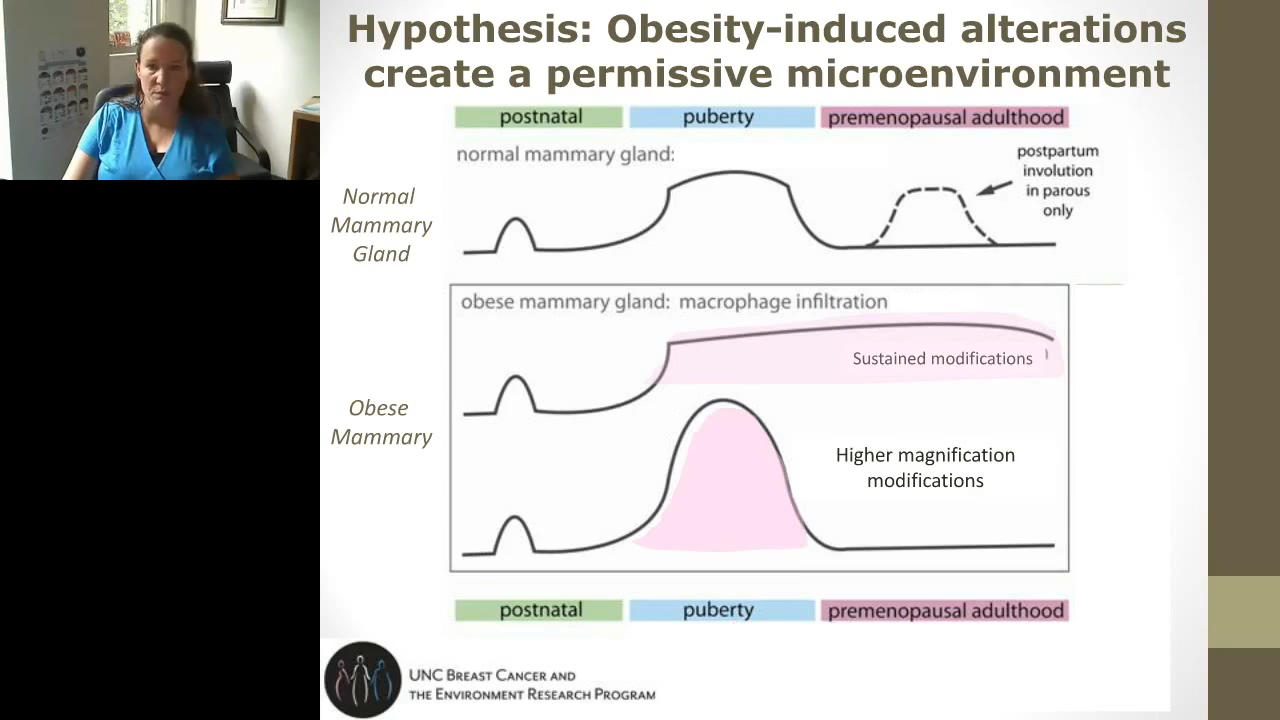 Hypothesis: Obesity-induced alterations
create a permissive microenvironment
postnatal
puberty
premenopausal adulthood
normal mammary gland:
postpartum
involution
in parous
only
Normal
Mammary
Gland
obese mammary gland: macrophage infiltration
Sustained modifications
Obese
Mammary
Higher magnification
modifications
postnatal
puberty
premenopausal adulthood
UNC BREAST CANCER AND
THE ENVIRONMENT RESEARCH PROGRAM